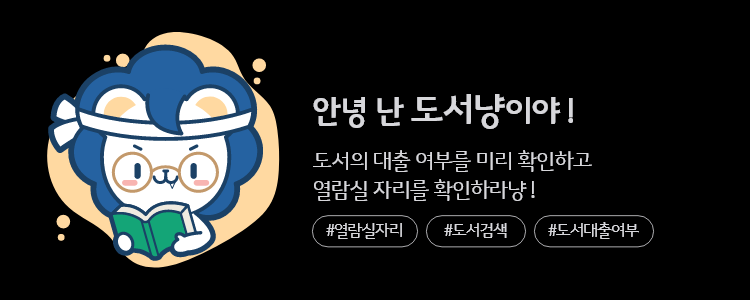 안녕 난 도서냥이야!
도서의 대출 여부를 미리 확인하고
열람실 자리를 확인하라냥!
#열람실자리 #도서검색 #도서대출여부